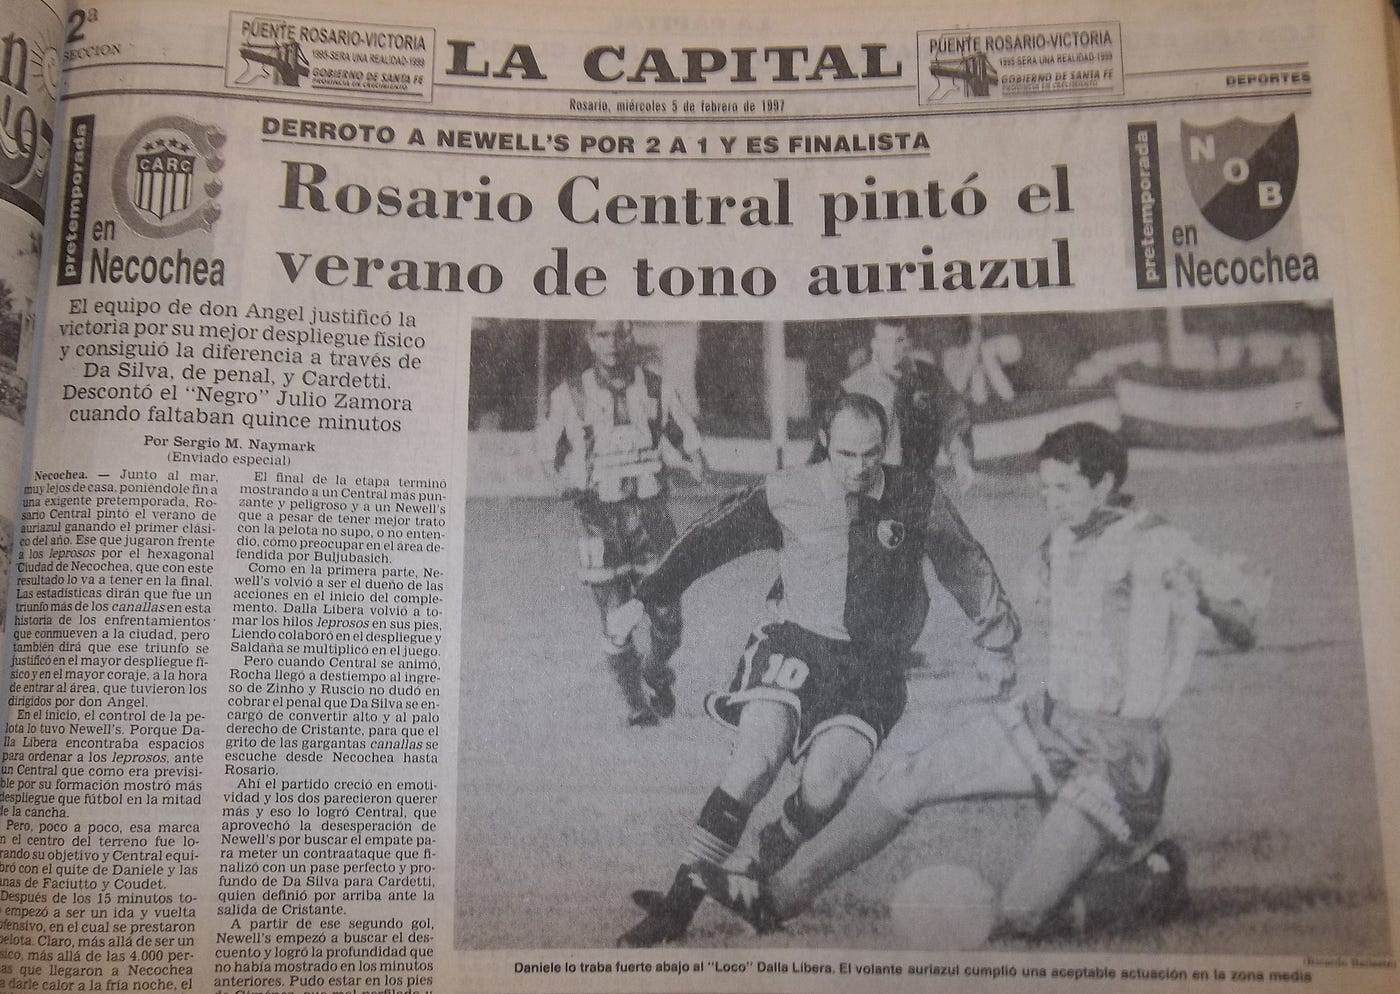 2ª
SECCION
PUENTE ROSARIO-VICTORIA
1995-SERA UNA REALIDAD-1999
GOBIERNO DE SANTA FE
LA CAPITAL
PUENTE ROSARIO-VICTORIA
1995-SERA UNA REALIDAD-1999
GOBIERNO DE SANTA FE
DEPORTES
Rosario, miércoles 5 de febrero de 1997
pretemporada
CARC
en
Necochea
DERROTO A NEWELL'S POR 2 A 1 Y ES FINALISTA
Rosario Central pintó el
verano de tono auriazul
pretemporada
N
O
B
en
Necochea
El equipo de don Angel justificó la
victoria por su mejor despliegue físico
y consiguió la diferencia a través de
Da Silva, de penal, y Cardetti.
Descontó el "Negro" Julio Zamora
cuando faltaban quince minutos
Por Sergio M. Naymark
(Enviado especial)
Necochea. — Junto al mar,
muy lejos de casa, poniéndole fin a
una exigente pretemporada, Ro-
sario Central pintó el verano de
auriazul ganando el primer clási-
co del año. Ese que jugaron frente
a los leprosos por el hexagonal
Ciudad de Necochea, que con este
resultado lo va a tener en la final.
Las estadísticas dirán que fue un
triunfo más de los canallas en esta
historia de los enfrentamientos
que conmueven a la ciudad, pero
también dirá que ese triunfo se
justificó en el mayor despliegue fí-
sico y en el mayor coraje, a la hora
de entrar al área, que tuvieron los
dirigidos por don Angel.
En el inicio, el control de la pe-
lota lo tuvo Newell's. Porque Da-
lla Líbera encontraba espacios
para ordenar a los leprosos, ante
un Central que como era previsi-
ble por su formación mostró más
despliegue que fútbol en la mitad
de la cancha.
Pero, poco a poco, esa marca
n el centro del terreno fue lo-
rando su objetivo y Central equi-
bró con el quite de Daniele y las
nas de Faciutto y Coudet.
Después de los 15 minutos to-
empezó a ser un ida y vuelta
ofensivo, en el cual se prestaron
pelota. Claro, más allá de ser un
sico, más allá de las 4.000 per-
as que llegaron a Necochea
a darle calor a la fría noche, el
El final de la etapa terminó
mostrando a un Central más pun-
zante y peligroso y a un Newell's
que a pesar de tener mejor trato
con la pelota no supo, o no enten-
dió, cómo preocupar en el área de-
fendida por Buljubasich.
Como en la primera parte, Ne-
well's volvió a ser el dueño de las
acciones en el inicio del comple-
mento. Dalla Líbera volvió a to-
mar los hilos leprosos en sus pies,
Liendo colaboró en el despliegue y
Saldaña se multiplicó en el juego.
Pero cuando Central se animó,
Rocha llegó a destiempo al ingre-
so de Zinho y Ruscio no dudó en
cobrar el penal que Da Silva se en-
cargó de convertir alto y al palo
derecho de Cristante, para que el
grito de las gargantas canallas se
escuche desde Necochea hasta
Rosario.
Ahí el partido creció en emoti-
vidad y los dos parecieron querer
más y eso lo logró Central, que
aprovechó la desesperación de
Newell's por buscar el empate pa-
ra meter un contraataque que fi-
nalizó con un pase perfecto y pro-
fundo de Da Silva para Cardetti,
quien definió por arriba ante la
salida de Cristante.
A partir de ese segundo gol,
Newell's empezó a buscar el des-
cuento y logró la profundidad que
no había mostrado en los minutos
anteriores. Pudo estar en los pies
10
Daniele lo traba fuerte abajo al "Loco" Dalla Líbera. El volante auriazul cumplió una aceptable actuación en la zona media